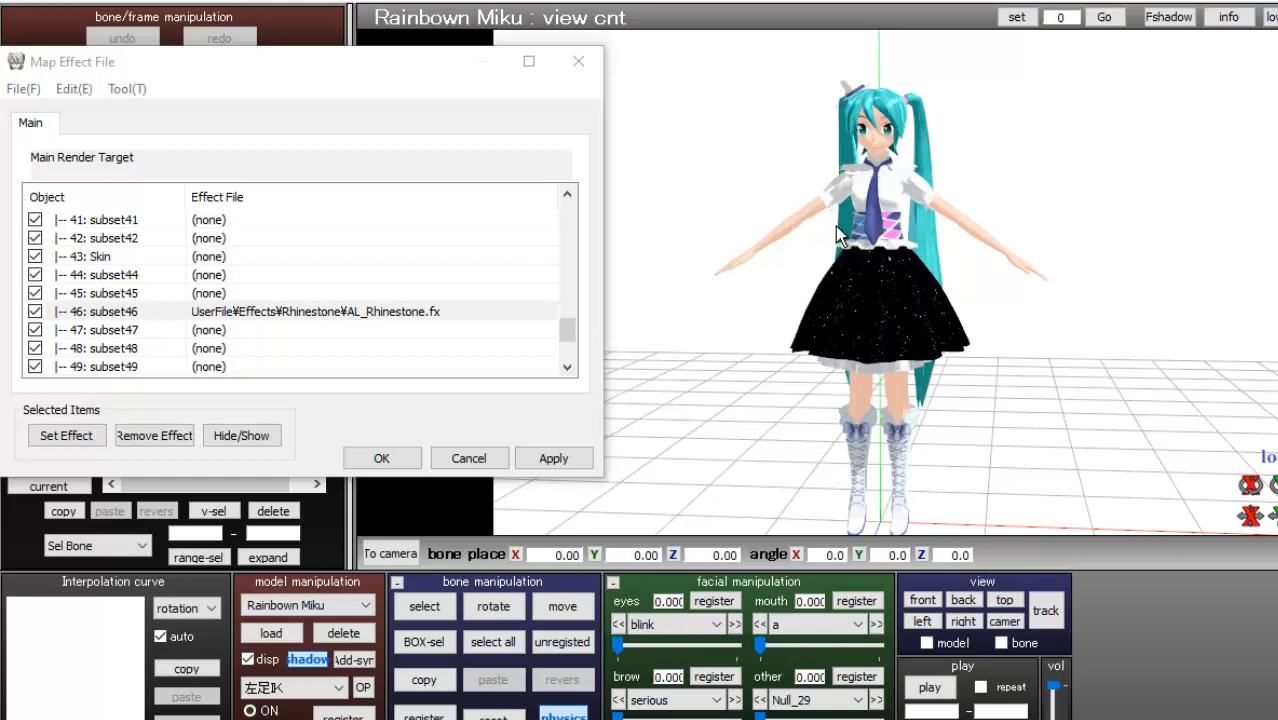 bone/frame manipulation
undo
redo
Rainbown Miku : view cnt
set
0
Go
Fshadow
info
Map Effect File
File(F)
Edit(E)
Tool(T)
Main
Main Render Target
Object
Effect File
|-- 41: subset41
(none)
|-- 42: subset42
(none)
|-- 43: Skin
(none)
|-- 44: subset44
(none)
|-- 45: subset45
(none)
|-- 46: subset46
UserFile¥Effects¥Rhinestone¥AL_Rhinestone.fx
|-- 47: subset47
(none)
|-- 48: subset48
(none)
|-- 49: subset49
(none)
Selected Items
Set Effect
Remove Effect
Hide/Show
OK
Cancel
Apply
current
<
>
copy
paste
revers
v-sel
delete
Sel Bone
-
range-sel
expand
To camera
bone place
X
0.00
Y
0.00
Z
0.00
angle
X
0.0
Y
0.0
Z
0.0
lo
Interpolation curve
rotation
auto
copy
paste
model manipulation
Rainbown Miku
load
delete
disp
shadow
Add-syn
左足IK
OP
ON
register
-
bone manipulation
select
rotate
move
BOX-sel
select all
unregistered
copy
paste
revers
register
reset
physics
-
facial manipulation
eyes
0.000
register
mouth
0.000
register
<<
blink
>>
<<
a
>>
brow
0.000
register
other
0.000
register
<<
serious
>>
<<
Null_29
>>
view
front
back
top
left
right
camer
track
model
bone
play
vol
play
repeat
-